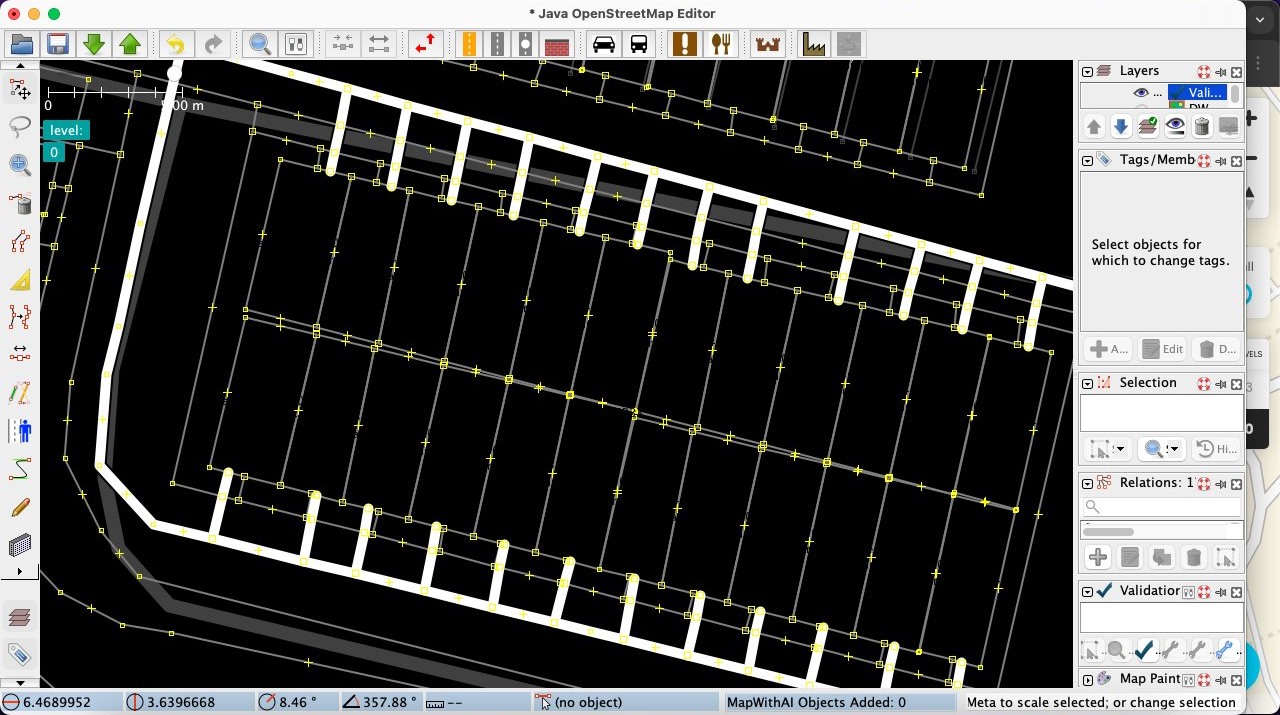 * Java OpenStreetMap Editor
0
level:
0
Layers
Vali...
Tags/Memb
Select objects for
which to change tags.
A...
Edit
D...
Selection
Hi...
Relations: 1
Validation
Map Paint
6.4689952
3.6396668
8.46 °
357.88 °
--
(no object)
MapWithAI Objects Added: 0
Meta to scale selected; or change selection